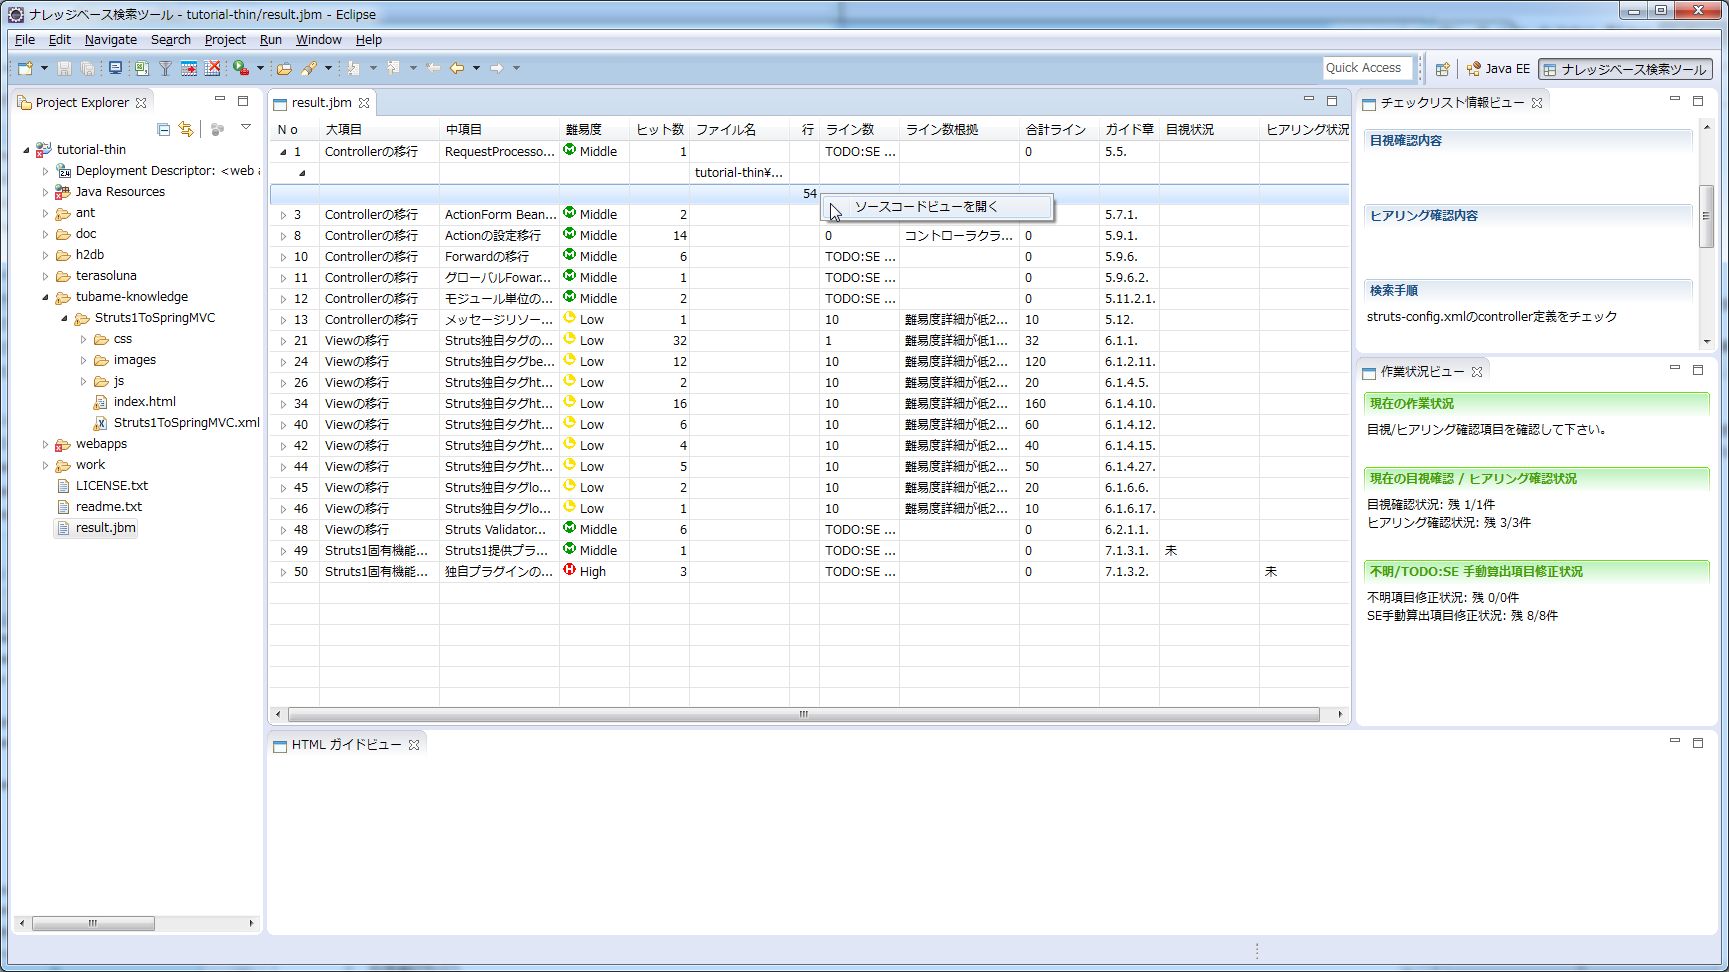 ナレッジベース検索ツール - tutorial-thin/result.jbm - Eclipse
File Edit Navigate Search Project Run Window Help
Quick Access
Java EE
ナレッジベース検索ツール
Project Explorer
tutorial-thin
Deployment Descriptor: <web a
Java Resources
ant
doc
h2db
terasoluna
tubame-knowledge
Struts1ToSpringMVC
css
images
js
index.html
Struts1ToSpringMVC.xml
webapps
work
LICENSE.txt
readme.txt
result.jbm
result.jbm
No 大項目 中項目 難易度 ヒット数 ファイル名 行 ライン数 ライン数根拠 合計ライン ガイド章 目視状況 ヒアリング状況
1 Controllerの移行 RequestProcesso... Middle 1 TODO:SE ... 0 5.5.
tutorial-thin¥...
54
ソースコードビューを開く
3 Controllerの移行 ActionForm Bean... Middle 2 5.7.1.
8 Controllerの移行 Actionの設定移行 Middle 14 0 コントローラクラ... 0 5.9.1.
10 Controllerの移行 Forwardの移行 Middle 6 TODO:SE ... 0 5.9.6.
11 Controllerの移行 グローバルFowar... Middle 1 TODO:SE ... 0 5.9.6.2.
12 Controllerの移行 モジュール単位の... Middle 2 TODO:SE ... 0 5.11.2.1.
13 Controllerの移行 メッセージリソー... Low 1 10 難易度詳細が低2... 10 5.12.
21 Viewの移行 Struts独自タグの... Low 32 1 難易度詳細が低1... 32 6.1.1.
24 Viewの移行 Struts独自タグbe... Low 12 10 難易度詳細が低2... 120 6.1.2.11.
26 Viewの移行 Struts独自タグht... Low 2 10 難易度詳細が低2... 20 6.1.4.5.
34 Viewの移行 Struts独自タグht... Low 16 10 難易度詳細が低2... 160 6.1.4.10.
40 Viewの移行 Struts独自タグht... Low 6 10 難易度詳細が低2... 60 6.1.4.12.
42 Viewの移行 Struts独自タグht... Low 4 10 難易度詳細が低2... 40 6.1.4.15.
44 Viewの移行 Struts独自タグht... Low 5 10 難易度詳細が低2... 50 6.1.4.27.
45 Viewの移行 Struts独自タグlo... Low 2 10 難易度詳細が低2... 20 6.1.6.6.
46 Viewの移行 Struts独自タグlo... Low 1 10 難易度詳細が低2... 10 6.1.6.17.
48 Viewの移行 Struts Validator... Middle 6 TODO:SE ... 0 6.2.1.1.
49 Struts1固有機能... Struts1提供プラ... Middle 1 TODO:SE ... 0 7.1.3.1. 未
50 Struts1固有機能... 独自プラグインの... High 3 TODO:SE ... 0 7.1.3.2. 未
HTML ガイドビュー
チェックリスト情報ビュー
目視確認内容
ヒアリング確認内容
検索手順
struts-config.xmlのcontroller定義をチェック
作業状況ビュー
現在の作業状況
目視/ヒアリング確認項目を確認して下さい。
現在の目視確認 / ヒアリング確認状況
目視確認状況: 残 1/1件
ヒアリング確認状況: 残 3/3件
不明/TODO:SE 手動算出項目修正状況
不明項目修正状況: 残 0/0件
SE手動算出項目修正状況: 残 8/8件